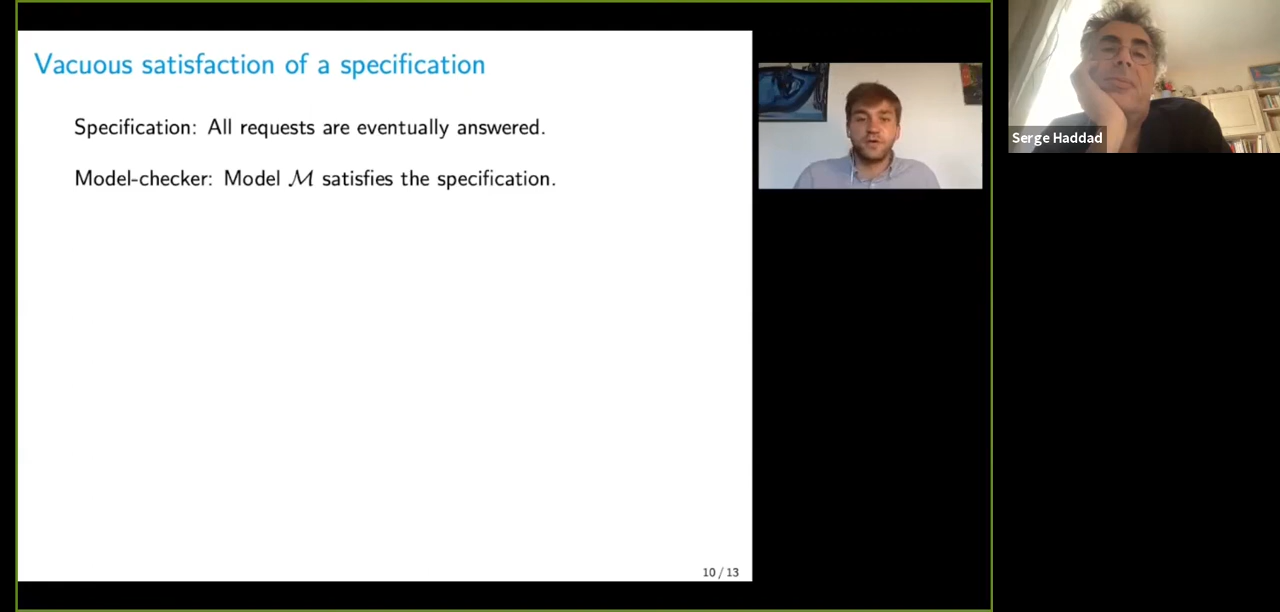 Vacuous satisfaction of a specification
Specification: All requests are eventually answered.
Model-checker: Model ℳ satisfies the specification.
10 / 13
Serge Haddad